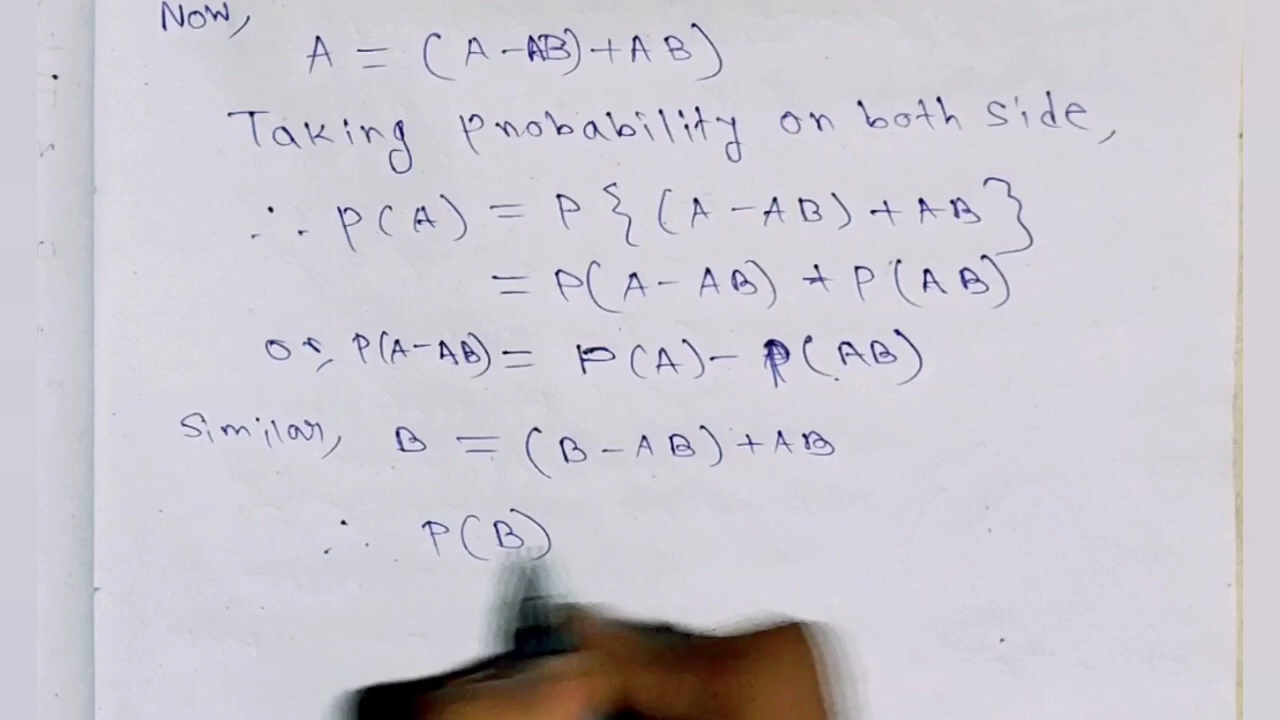 Now,
A = (A-AB)+AB)
Taking probability on both side,
∴ P(A) = P{(A-AB)+AB}
= P(A-AB) + P(AB)
or, P(A-AB) = P(A)- P(AB)
Similar, B = (B-AB)+AB
∴ P(B)